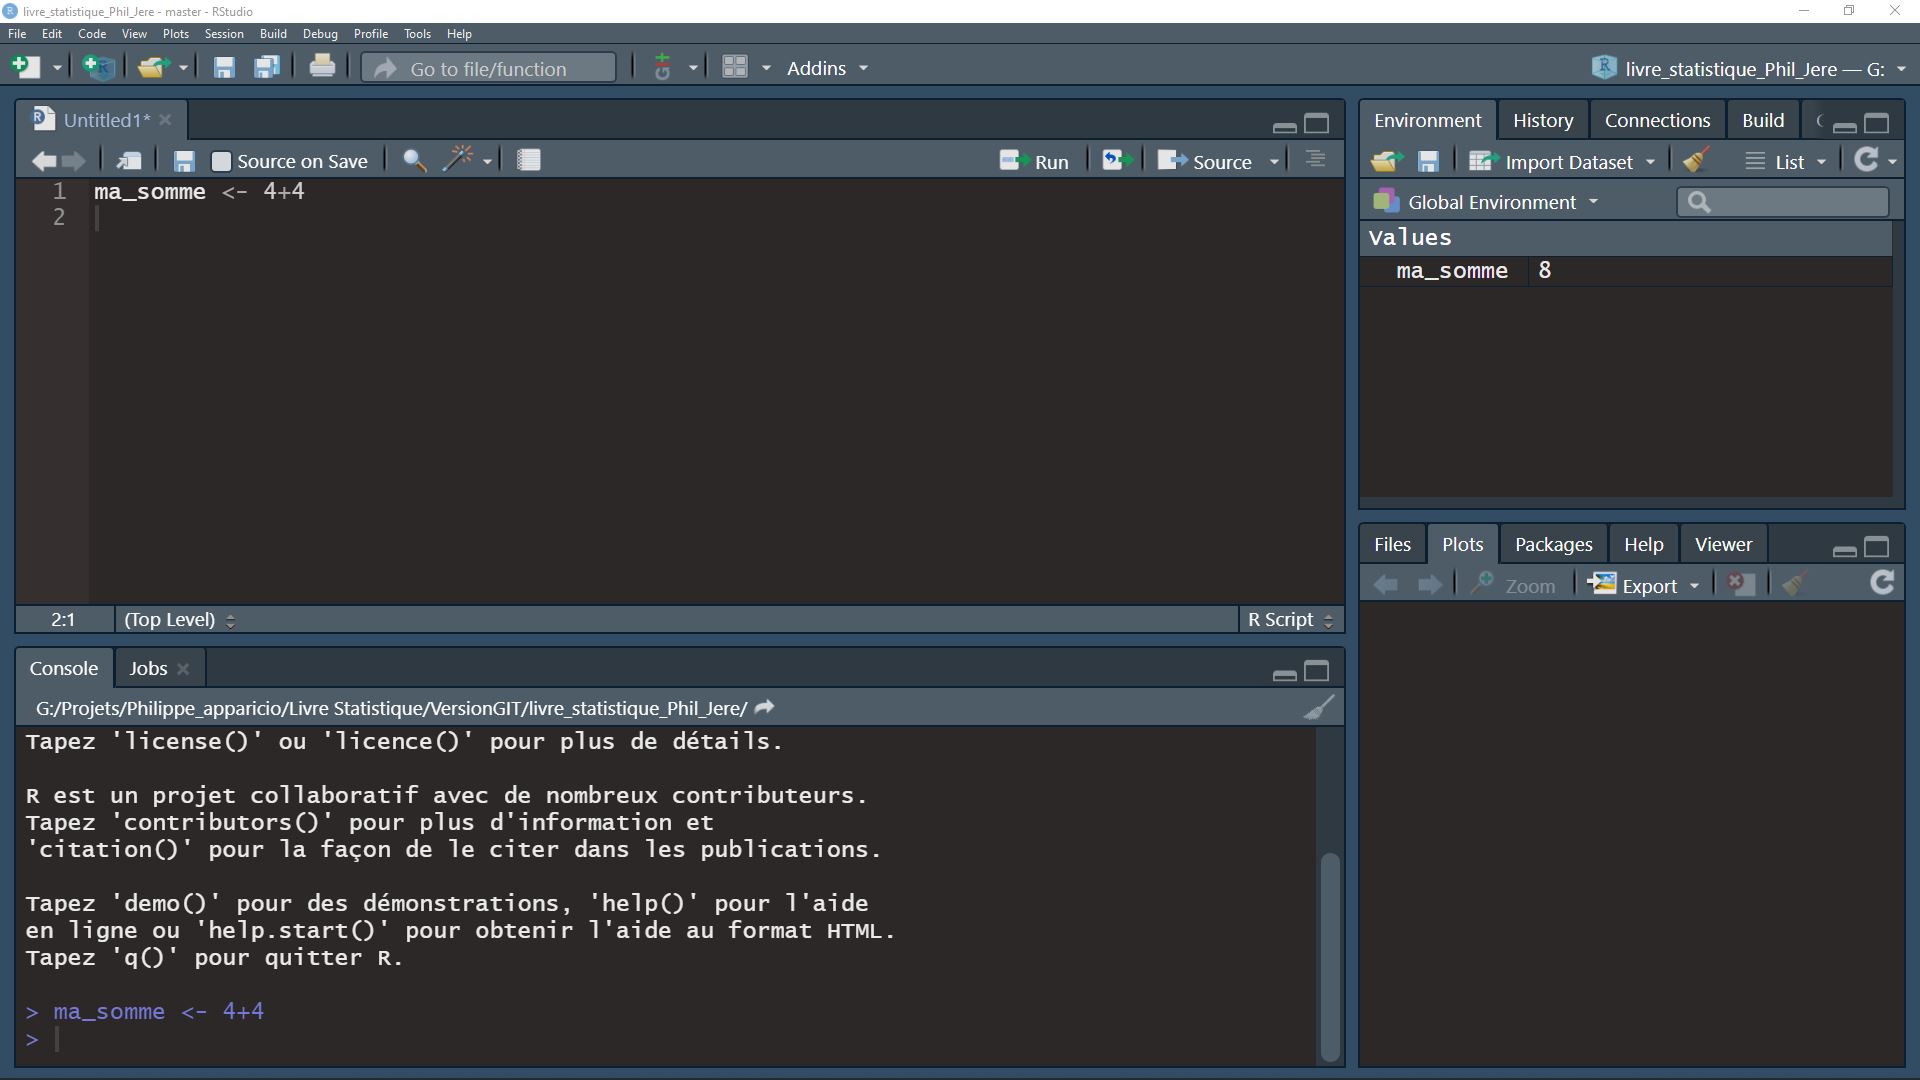 livre_statistique_Phil_Jere - master - RStudio
File Edit Code View Plots Session Build Debug Profile Tools Help
Go to file/function Addins livre_statistique_Phil_Jere — G:
Untitled1*
Source on Save Run Source
1 ma_somme <- 4+4
2
2:1 (Top Level) R Script
Console Jobs
G:/Projets/Philippe_apparicio/Livre Statistique/VersionGIT/livre_statistique_Phil_Jere/
Tapez 'license()' ou 'licence()' pour plus de détails.
R est un projet collaboratif avec de nombreux contributeurs.
Tapez 'contributors()' pour plus d'information et
'citation()' pour la façon de le citer dans les publications.
Tapez 'demo()' pour des démonstrations, 'help()' pour l'aide
en ligne ou 'help.start()' pour obtenir l'aide au format HTML.
Tapez 'q()' pour quitter R.
> ma_somme <- 4+4
>
Environment History Connections Build
Import Dataset List
Global Environment
Values
ma_somme 8
Files Plots Packages Help Viewer
Zoom Export